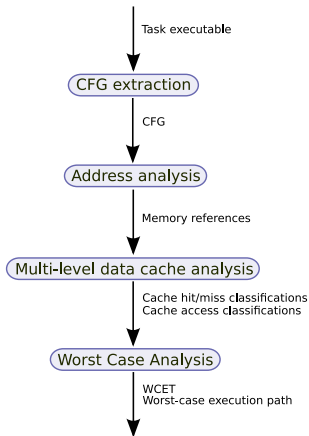 Task executable
CFG extraction
CFG
Address analysis
Memory references
Multi-level data cache analysis
Cache hit/miss classifications
Cache access classifications
Worst Case Analysis
WCET
Worst-case execution path